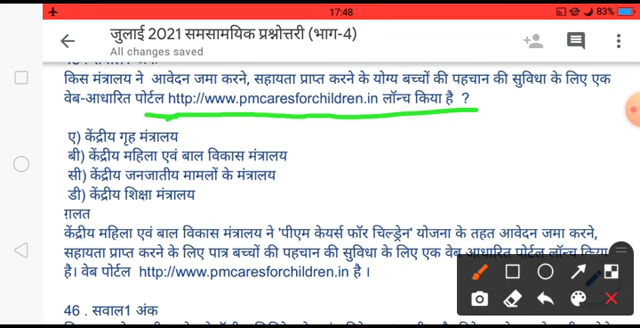 17:48
83%
जुलाई 2021 समसामयिक प्रश्नोत्तरी (भाग-4)
All changes saved
किस मंत्रालय ने आवेदन जमा करने, सहायता प्राप्त करने के योग्य बच्चों की पहचान की सुविधा के लिए एक
वेब-आधारित पोर्टल http://www.pmcaresforchildren.in लॉन्च किया है ?
ए) केंद्रीय गृह मंत्रालय
बी) केंद्रीय महिला एवं बाल विकास मंत्रालय
सी) केंद्रीय जनजातीय मामलों के मंत्रालय
डी) केंद्रीय शिक्षा मंत्रालय
ग़लत
केंद्रीय महिला एवं बाल विकास मंत्रालय ने 'पीएम केयर्स फॉर चिल्ड्रेन' योजना के तहत आवेदन जमा करने,
सहायता प्राप्त करने के लिए पात्र बच्चों की पहचान की सुविधा के लिए एक वेब आधारित पोर्टल लॉन्च किया
है। वेब पोर्टल http://www.pmcaresforchildren.in है ।
46 . सवाल1 अंक